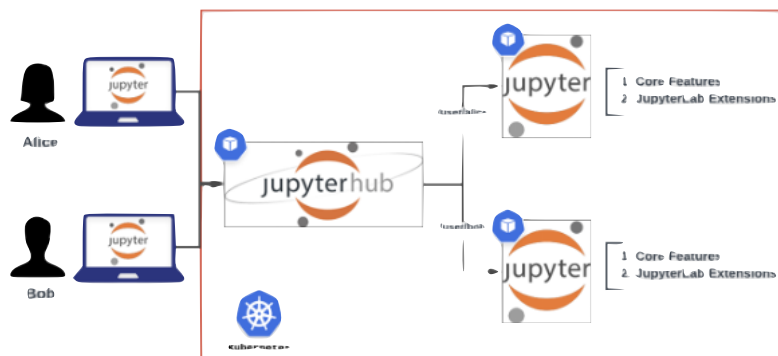 jupyter
Alice
jupyter
Bob
jupyterhub
jupyter
1 Core Features
2 JupyterLab Extensions
jupyter
1 Core Features
2 JupyterLab Extensions
kubernetes